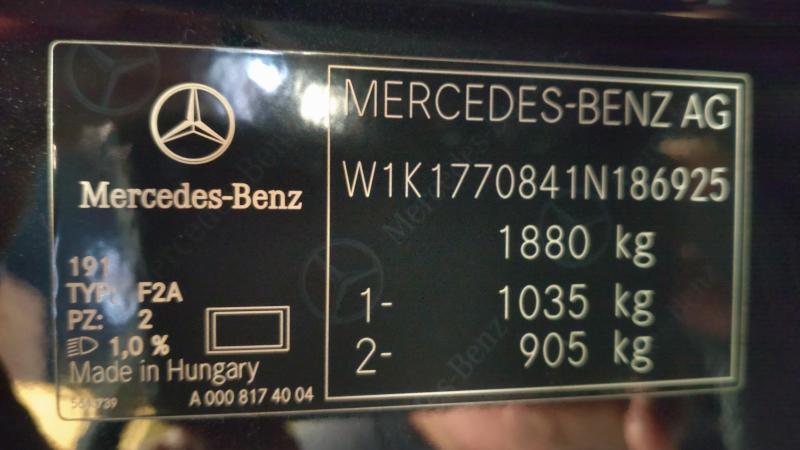 Mercedes-Benz
191
TYP: F2A
PZ: 2
1,0 %
Made in Hungary
A 000 817 40 04
MERCEDES-BENZ AG
W1K1770841N186925
1880 kg
1- 1035 kg
2- 905 kg